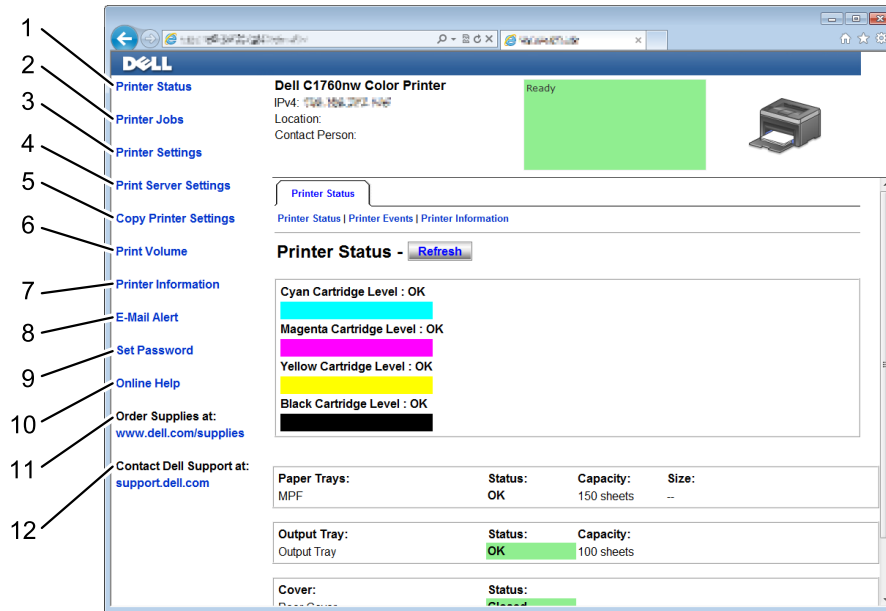 1
2
3
4
5
6
7
8
9
10
11
12
DELL
Printer Status
Printer Jobs
Printer Settings
Print Server Settings
Copy Printer Settings
Print Volume
Printer Information
E-Mail Alert
Set Password
Online Help
Order Supplies at:
www.dell.com/supplies
Contact Dell Support at:
support.dell.com
Dell C1760nw Color Printer
IPv4:
Location:
Contact Person:
Ready
Printer Status
Printer Status | Printer Events | Printer Information
Printer Status - Refresh
Cyan Cartridge Level : OK
Magenta Cartridge Level : OK
Yellow Cartridge Level : OK
Black Cartridge Level : OK
Paper Trays: Status: Capacity: Size:
MPF OK 150 sheets --
Output Tray: Status: Capacity:
Output Tray OK 100 sheets
Cover: Status:
Rear Cover Closed